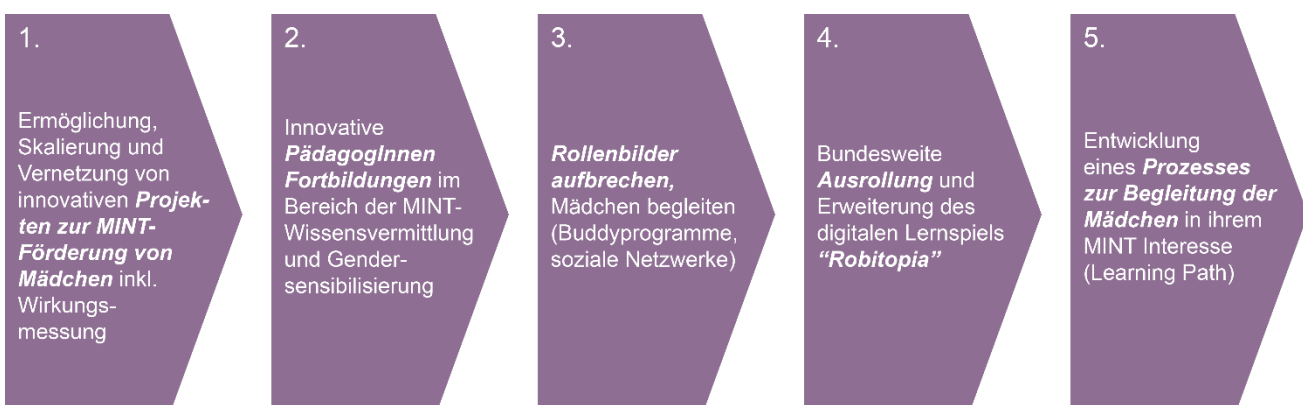 1.
Ermöglichung,
Skalierung und
Vernetzung von
innovativen Projek-
ten zur MINT-
Förderung von
Mädchen inkl.
Wirkungs-
messung
2.
Innovative
PädagogInnen
Fortbildungen im
Bereich der MINT-
Wissensvermittlung
und Gender-
sensibilisierung
3.
Rollenbilder
aufbrechen,
Mädchen begleiten
(Buddyprogramme,
soziale Netzwerke)
4.
Bundesweite
Ausrollung und
Erweiterung des
digitalen Lernspiels
“Robitopia”
5.
Entwicklung
eines Prozesses
zur Begleitung der
Mädchen in ihrem
MINT Interesse
(Learning Path)